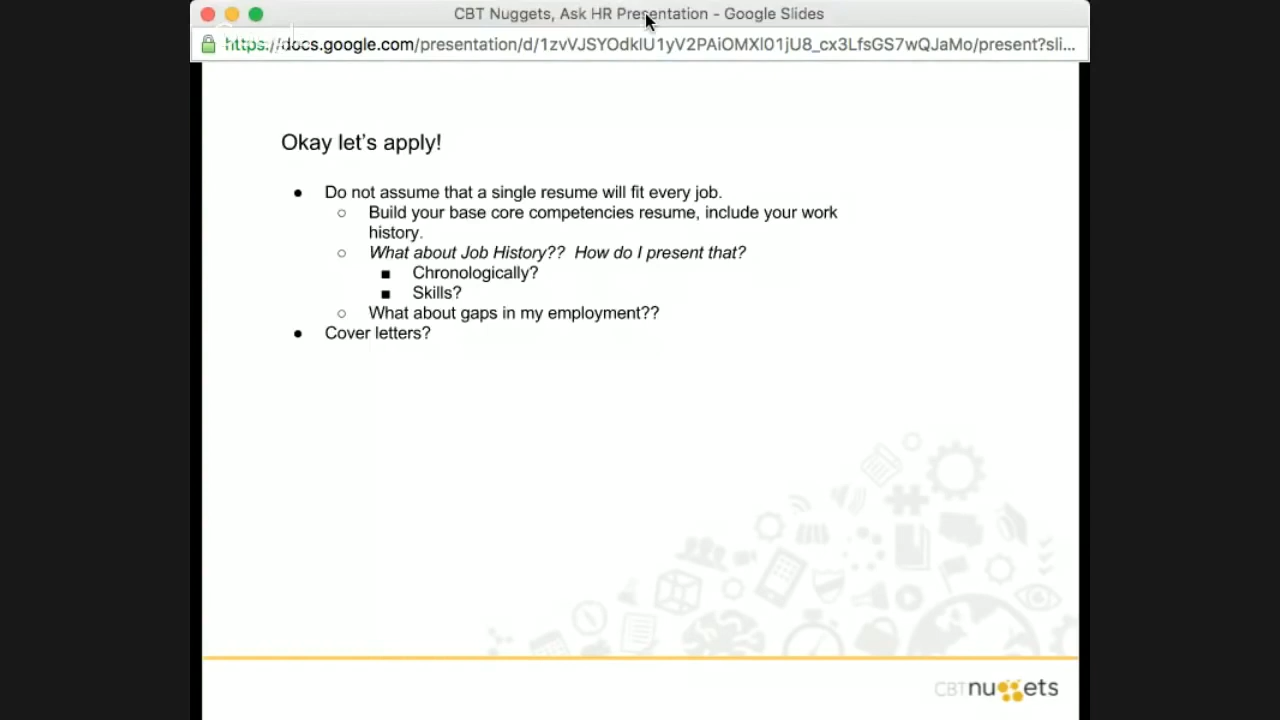 CBT Nuggets, Ask HR Presentation - Google Slides
https://docs.google.com/presentation/d/1zvVJSYOdklU1yV2PAiOMXl01jU8_cx3LfsGS7wQJaMo/present?sli...
Okay let's apply!
● Do not assume that a single resume will fit every job.
○ Build your base core competencies resume, include your work
history.
○ What about Job History?? How do I present that?
■ Chronologically?
■ Skills?
○ What about gaps in my employment??
● Cover letters?
CBTnuggets